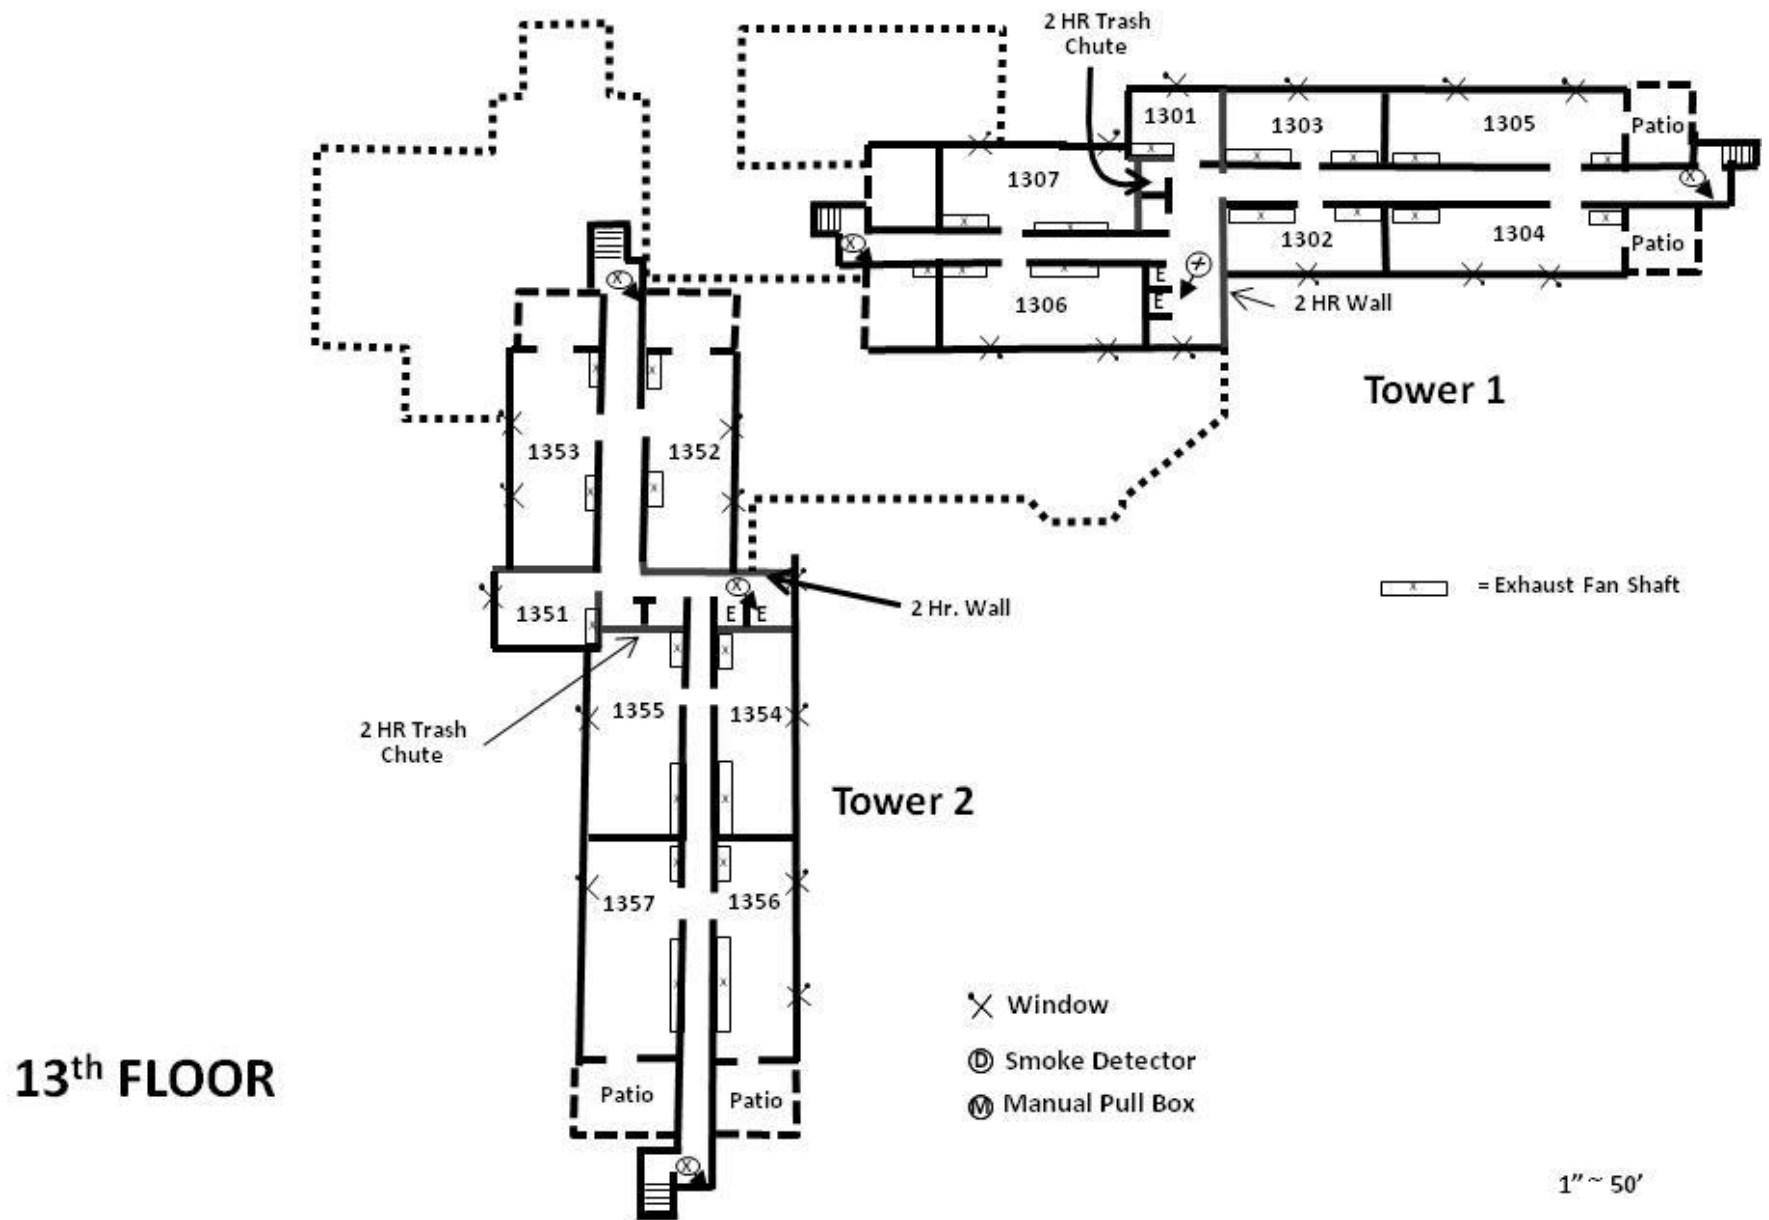 2 HR Trash
Chute
1301
1303
1305
Patio
1307
1302
1304
Patio
E
E
1306
2 HR Wall
Tower 1
1353
1352
= Exhaust Fan Shaft
1351
E
E
2 Hr. Wall
1355
1354
2 HR Trash
Chute
Tower 2
1357
1356
Window
D Smoke Detector
M Manual Pull Box
13th FLOOR
Patio
Patio
1” ~ 50’